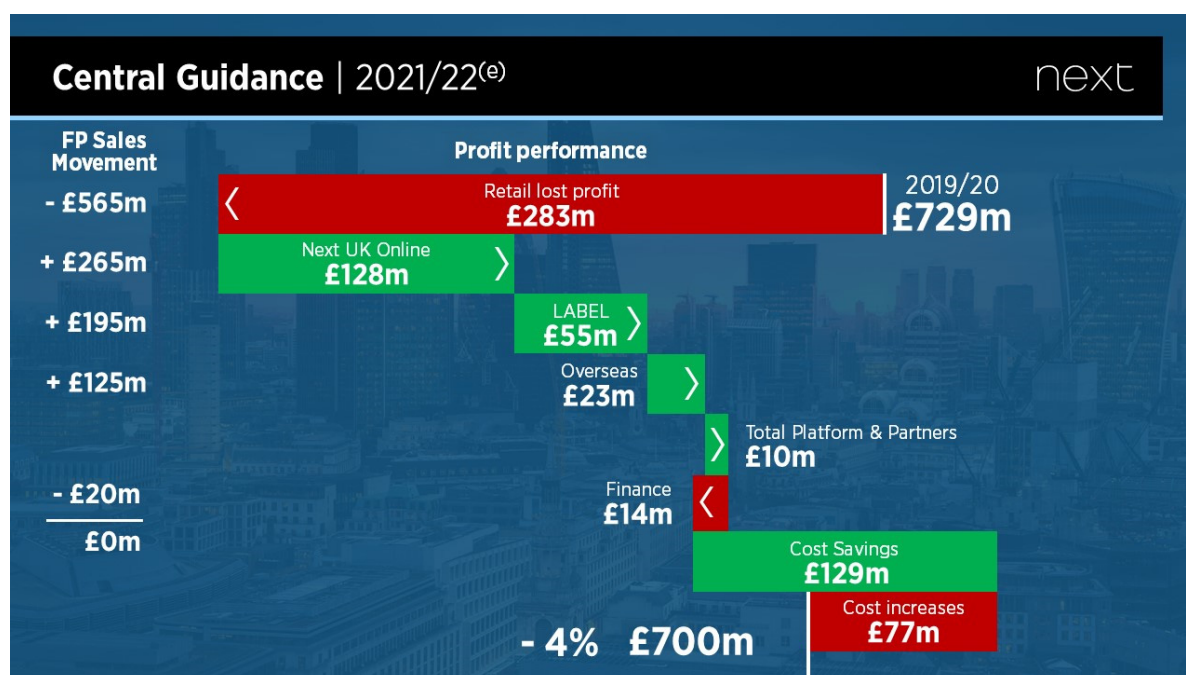 Central Guidance | 2021/22(e)
next
FP Sales
Movement
Profit performance
- £565m
Retail lost profit
£283m
2019/20
£729m
+ £265m
Next UK Online
£128m
+ £195m
LABEL
£55m
+ £125m
Overseas
£23m
Total Platform & Partners
£10m
- £20m
Finance
£14m
£0m
Cost Savings
£129m
Cost increases
£77m
- 4% £700m